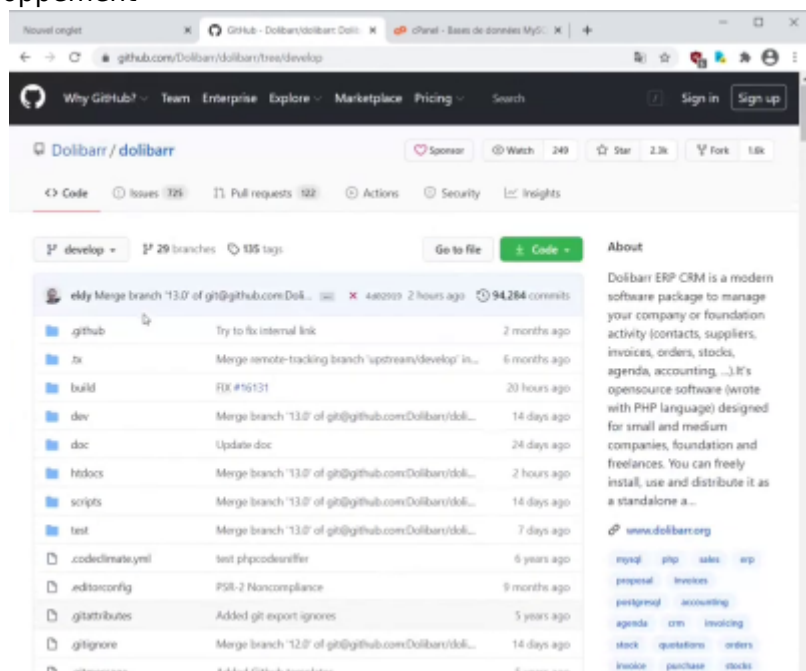 oppement
Nouvel onglet GitHub - Dolibarr/dolibarr: Dolib cPanel - Bases de données MySQ
github.com/Dolibarr/dolibarr/tree/develop
Why GitHub? Team Enterprise Explore Marketplace Pricing Search / Sign in Sign up
Dolibarr / dolibarr Sponsor Watch 249 Star 2.3k Fork 1.8k
Code Issues 725 Pull requests 122 Actions Security Insights
develop 29 branches 135 tags Go to file Code
About
eldy Merge branch '13.0' of git@github.com:Doli... 2 hours ago 94,284 commits
.github Try to fix internal link 2 months ago
.tx Merge remote-tracking branch 'upstream/develop' in... 6 months ago
build FIX #16131 20 hours ago
dev Merge branch '13.0' of git@github.com:Dolibarr/doli... 14 days ago
doc Update doc 24 days ago
htdocs Merge branch '13.0' of git@github.com:Dolibarr/doli... 2 hours ago
scripts Merge branch '13.0' of git@github.com:Dolibarr/doli... 14 days ago
test Merge branch '13.0' of git@github.com:Dolibarr/doli... 7 days ago
.codeclimate.yml test phpcodesniffer 6 years ago
.editorconfig PSR-2 Noncompliance 9 months ago
.gitattributes Added git export ignores 5 years ago
.gitignore Merge branch '12.0' of git@github.com:Dolibarr/doli... 14 days ago
Dolibarr ERP CRM is a modern
software package to manage
your company or foundation
activity (contacts, suppliers,
invoices, orders, stocks,
agenda, accounting, ...).It's
opensource software (wrote
with PHP language) designed
for small and medium
companies, foundation and
freelances. You can freely
install, use and distribute it as
a standalone a...
www.dolibarr.org
mysql php sales erp
proposal invoices
postgresql accounting
agenda crm invoicing
stock quotations orders
invoice purchase stocks